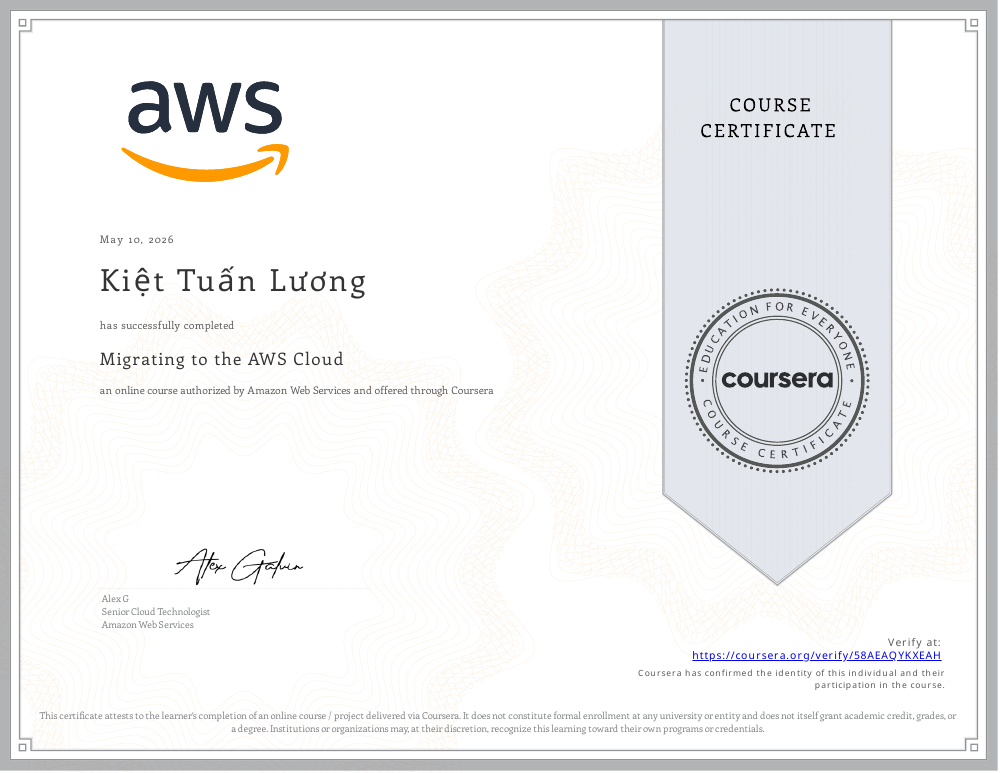 aws
COURSE
CERTIFICATE
May 10, 2026
Kiệt Tuấn Lương
has successfully completed
Migrating to the AWS Cloud
an online course authorized by Amazon Web Services and offered through Coursera
EDUCATION FOR EVERYONE
coursera
COURSE CERTIFICATE
Alex Galvin
Alex G
Senior Cloud Technologist
Amazon Web Services
Verify at:
https://coursera.org/verify/58AEAQYKXEAH
Coursera has confirmed the identity of this individual and their
participation in the course.
This certificate attests to the learner's completion of an online course / project delivered via Coursera. It does not constitute formal enrollment at any university or entity and does not itself grant academic credit, grades, or
a degree. Institutions or organizations may, at their discretion, recognize this learning toward their own programs or credentials.